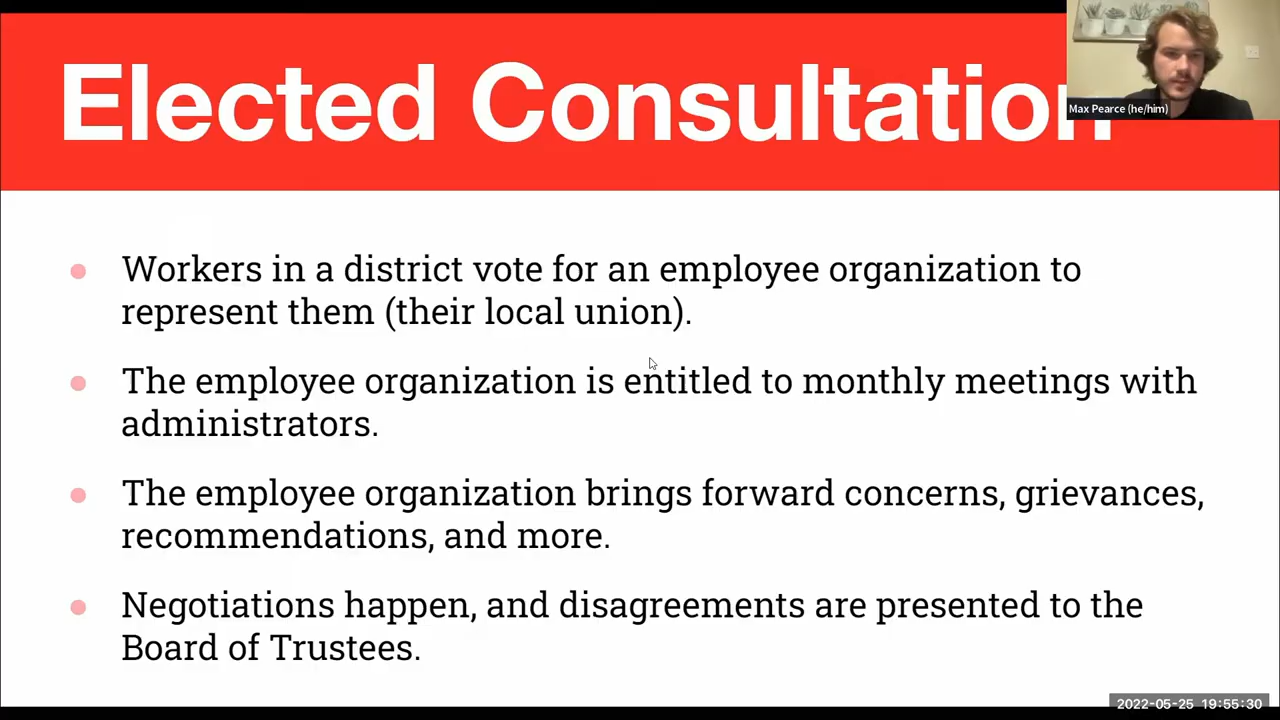 Elected Consultation
Max Pearce (he/him)
● Workers in a district vote for an employee organization to
represent them (their local union).
● The employee organization is entitled to monthly meetings with
administrators.
● The employee organization brings forward concerns, grievances,
recommendations, and more.
● Negotiations happen, and disagreements are presented to the
Board of Trustees.
2022-05-25 19:55:30